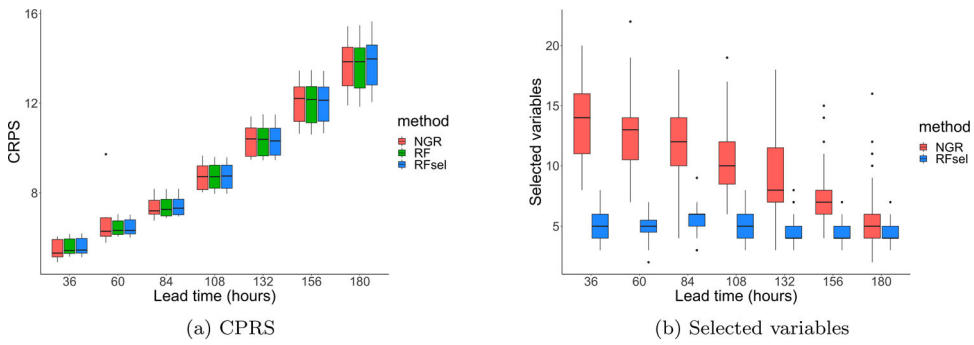 16
12
8
CRPS
36 60 84 108 132 156 180
Lead time (hours)
method
NGR
RF
RFsel
(a) CPRS
20
15
10
5
Selected variables
36 60 84 108 132 156 180
Lead time (hours)
method
NGR
RFsel
(b) Selected variables